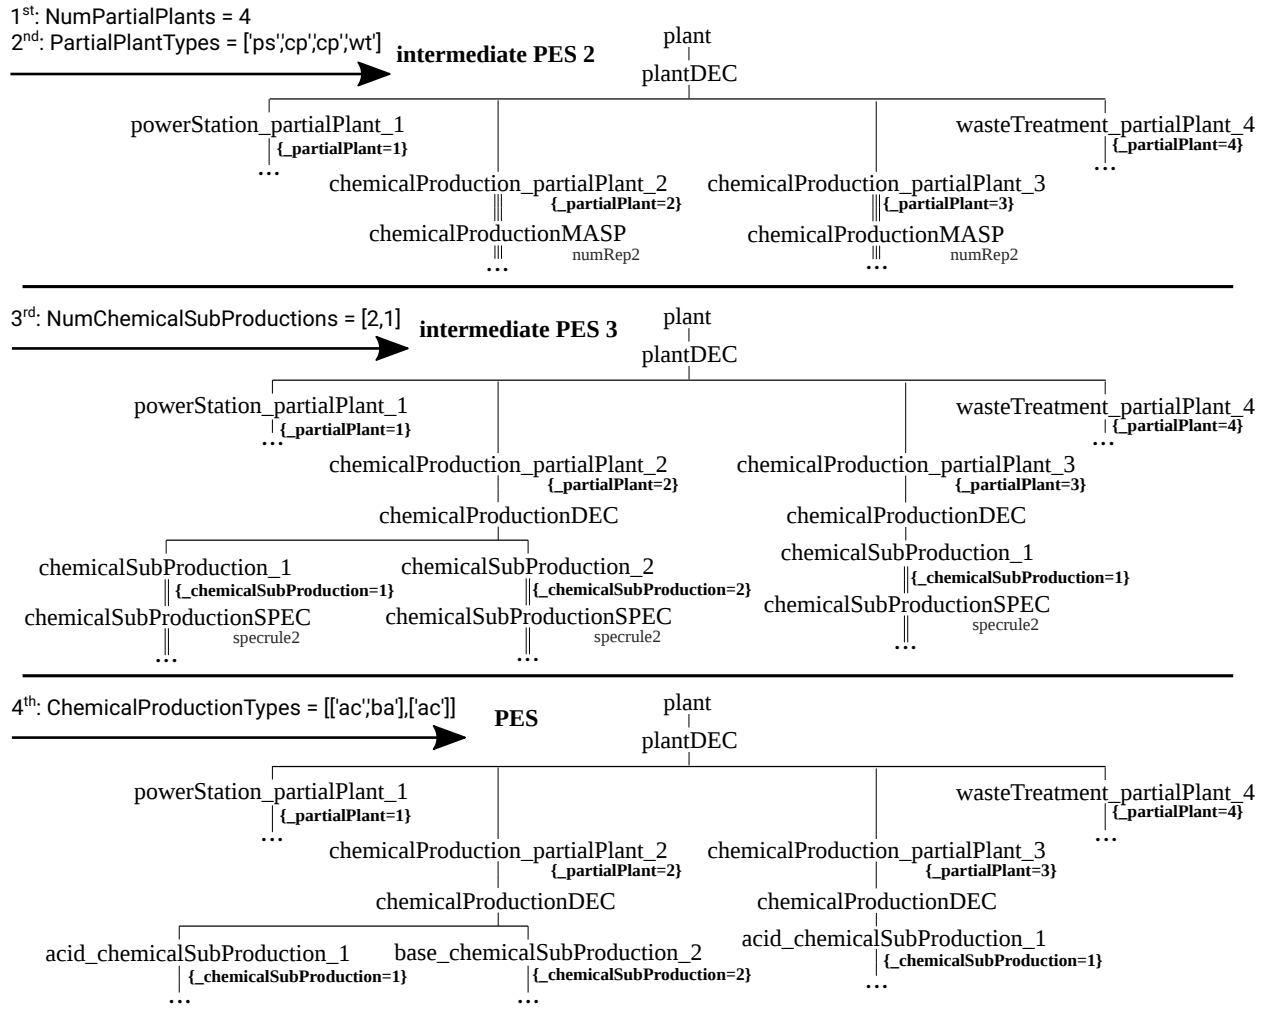 1st: NumPartialPlants = 4
2nd: PartialPlantTypes = ['ps','cp','cp','wt']
intermediate PES 2
plant
plantDEC
powerStation_partialPlant_1
{_partialPlant=1}
...
wasteTreatment_partialPlant_4
{_partialPlant=4}
...
chemicalProduction_partialPlant_2
{_partialPlant=2}
chemicalProductionMASP
numRep2
...
chemicalProduction_partialPlant_3
{_partialPlant=3}
chemicalProductionMASP
numRep2
...
3rd: NumChemicalSubProductions = [2,1]
intermediate PES 3
plant
plantDEC
powerStation_partialPlant_1
{_partialPlant=1}
...
wasteTreatment_partialPlant_4
{_partialPlant=4}
...
chemicalProduction_partialPlant_2
{_partialPlant=2}
chemicalProductionDEC
chemicalSubProduction_1
{_chemicalSubProduction=1}
chemicalSubProductionSPEC
specrule2
...
chemicalSubProduction_2
{_chemicalSubProduction=2}
chemicalSubProductionSPEC
specrule2
...
chemicalProduction_partialPlant_3
{_partialPlant=3}
chemicalProductionDEC
chemicalSubProduction_1
{_chemicalSubProduction=1}
chemicalSubProductionSPEC
specrule2
...
4th: ChemicalProductionTypes = [['ac','ba'],['ac']]
PES
plant
plantDEC
powerStation_partialPlant_1
{_partialPlant=1}
...
wasteTreatment_partialPlant_4
{_partialPlant=4}
...
chemicalProduction_partialPlant_2
{_partialPlant=2}
chemicalProductionDEC
acid_chemicalSubProduction_1
{_chemicalSubProduction=1}
...
base_chemicalSubProduction_2
{_chemicalSubProduction=2}
...
chemicalProduction_partialPlant_3
{_partialPlant=3}
chemicalProductionDEC
acid_chemicalSubProduction_1
{_chemicalSubProduction=1}
...